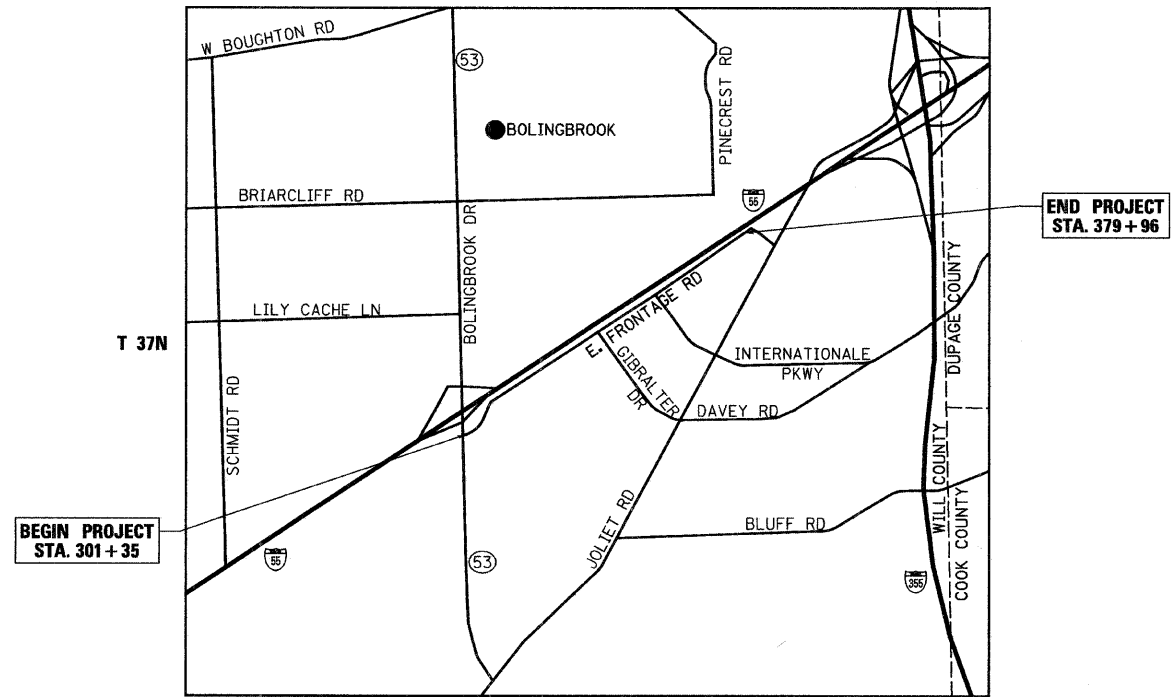 W BOUGHTON RD
53
PINECREST RD
BOLINGBROOK
BRIARCLIFF RD
55
END PROJECT
STA. 379+96
BOLINGBROK DR
E. FRONTAGE RD
DUPAGE COUNTY
LILY CACHE LN
T 37N
GIBRALTER
DR
INTERNATIONALE
PKWY
SCHMIDT RD
DAVEY RD
WILL COUNTY
COOK COUNTY
BEGIN PROJECT
STA. 301+35
JOLIET RD
BLUFF RD
55
53
355